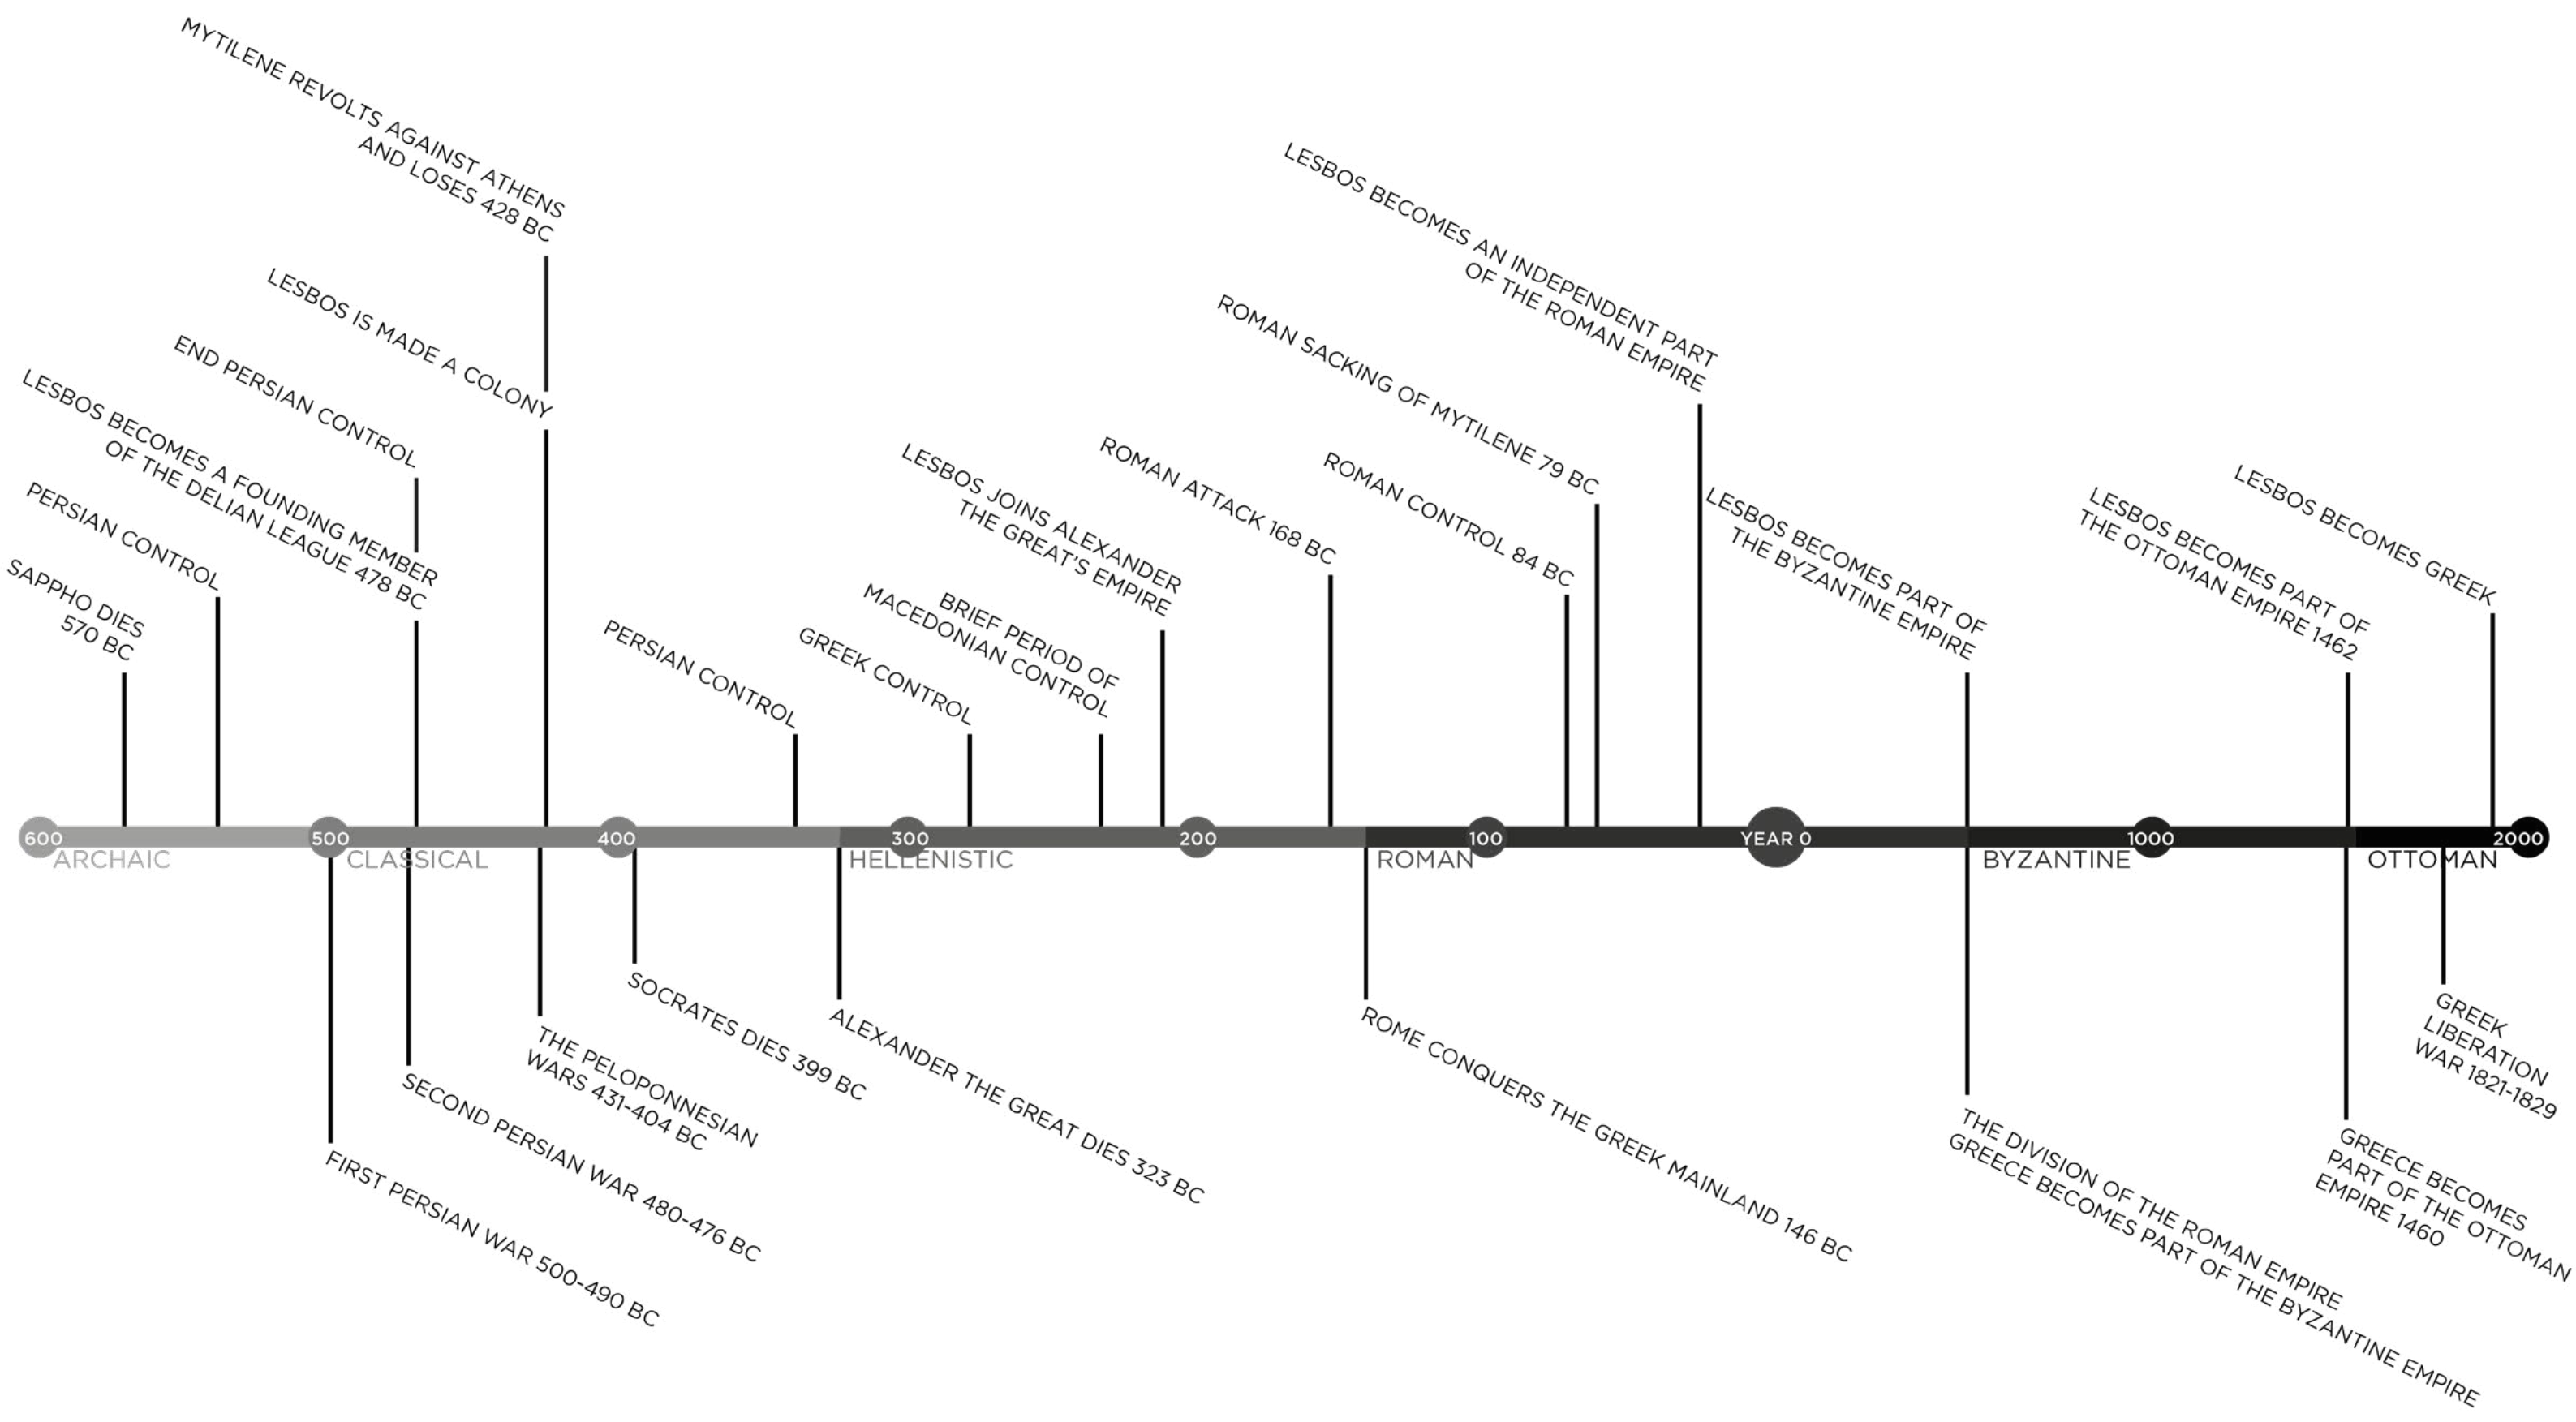 MYTILENE REVOLTS AGAINST ATHENS
AND LOSES 428 BC
LESBOS IS MADE A COLONY
END PERSIAN CONTROL
LESBOS BECOMES A FOUNDING MEMBER
OF THE DELIAN LEAGUE 478 BC
PERSIAN CONTROL
SAPPHO DIES
570 BC
PERSIAN CONTROL
GREEK CONTROL
BRIEF PERIOD OF
MACEDONIAN CONTROL
LESBOS JOINS ALEXANDER
THE GREAT'S EMPIRE
ROMAN ATTACK 168 BC
ROMAN CONTROL 84 BC
ROMAN SACKING OF MYTILENE 79 BC
LESBOS BECOMES AN INDEPENDENT PART
OF THE ROMAN EMPIRE
LESBOS BECOMES PART OF
THE BYZANTINE EMPIRE
LESBOS BECOMES PART OF
THE OTTOMAN EMPIRE 1462
LESBOS BECOMES GREEK
600
500
400
300
200
100
YEAR 0
1000
2000
ARCHAIC
CLASSICAL
HELLENISTIC
ROMAN
BYZANTINE
OTTOMAN
FIRST PERSIAN WAR 500-490 BC
SECOND PERSIAN WAR 480-476 BC
THE PELOPONNESIAN
WARS 431-404 BC
SOCRATES DIES 399 BC
ALEXANDER THE GREAT DIES 323 BC
ROME CONQUERS THE GREEK MAINLAND 146 BC
THE DIVISION OF THE ROMAN EMPIRE
GREECE BECOMES PART OF THE BYZANTINE EMPIRE
GREECE BECOMES
PART OF THE OTTOMAN
EMPIRE 1460
GREEK
LIBERATION
WAR 1821-1829